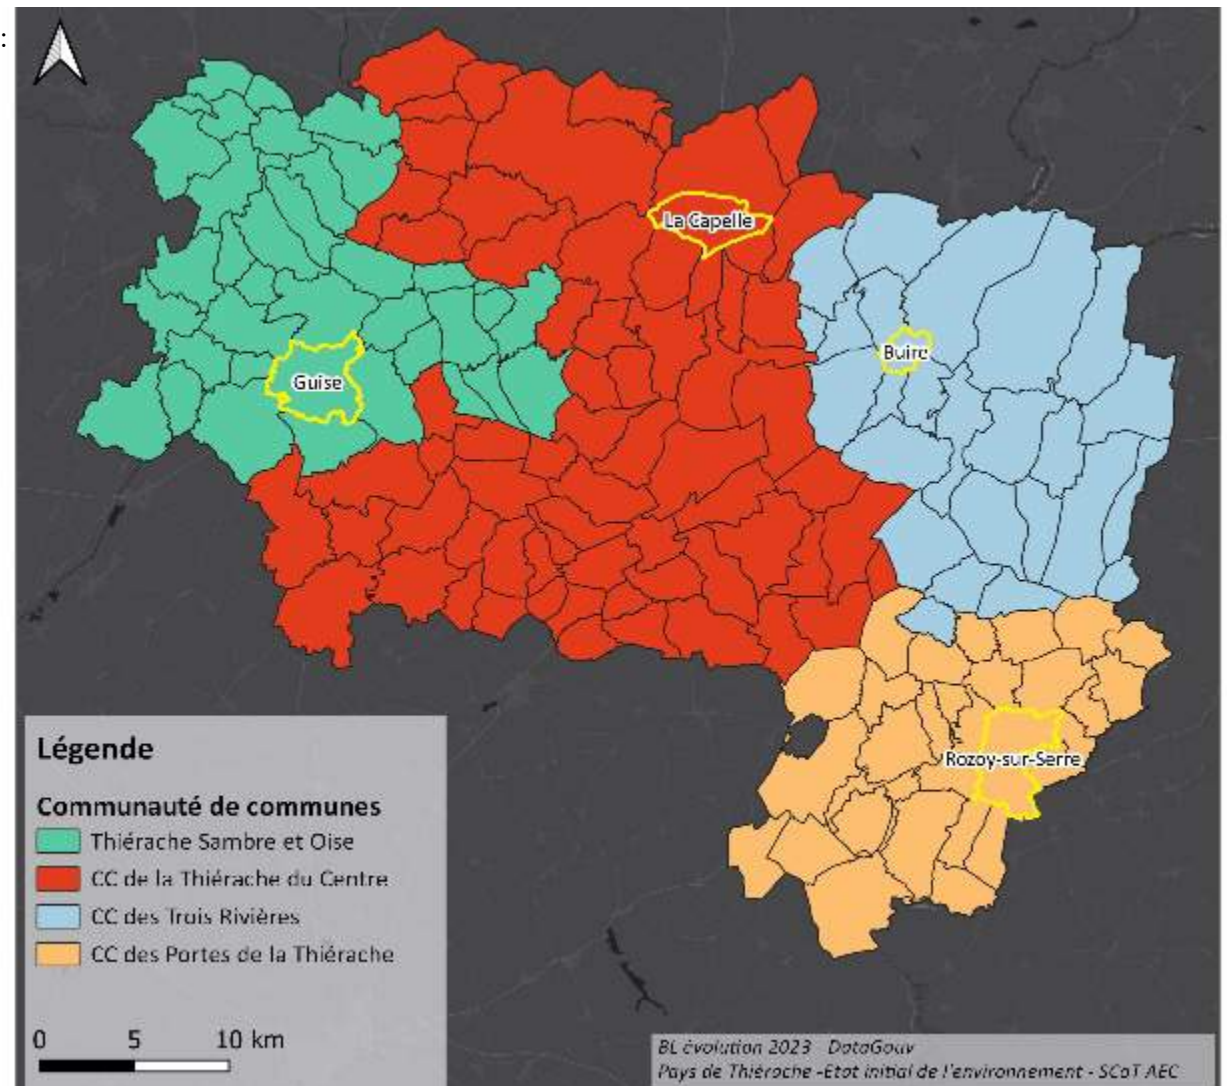 :
La Capelle
Buire
Guise
Rozoy-sur-Serre
Légende
Communauté de communes
Thiérache Sambre et Oise
CC de la Thiérache du Centre
CC des Trois Rivières
CC des Portes de la Thiérache
0 5 10 km
BL évolution 2023 DataGouv
Pays de Thiérache -Etat initial de l'environnement - SCoT AEC